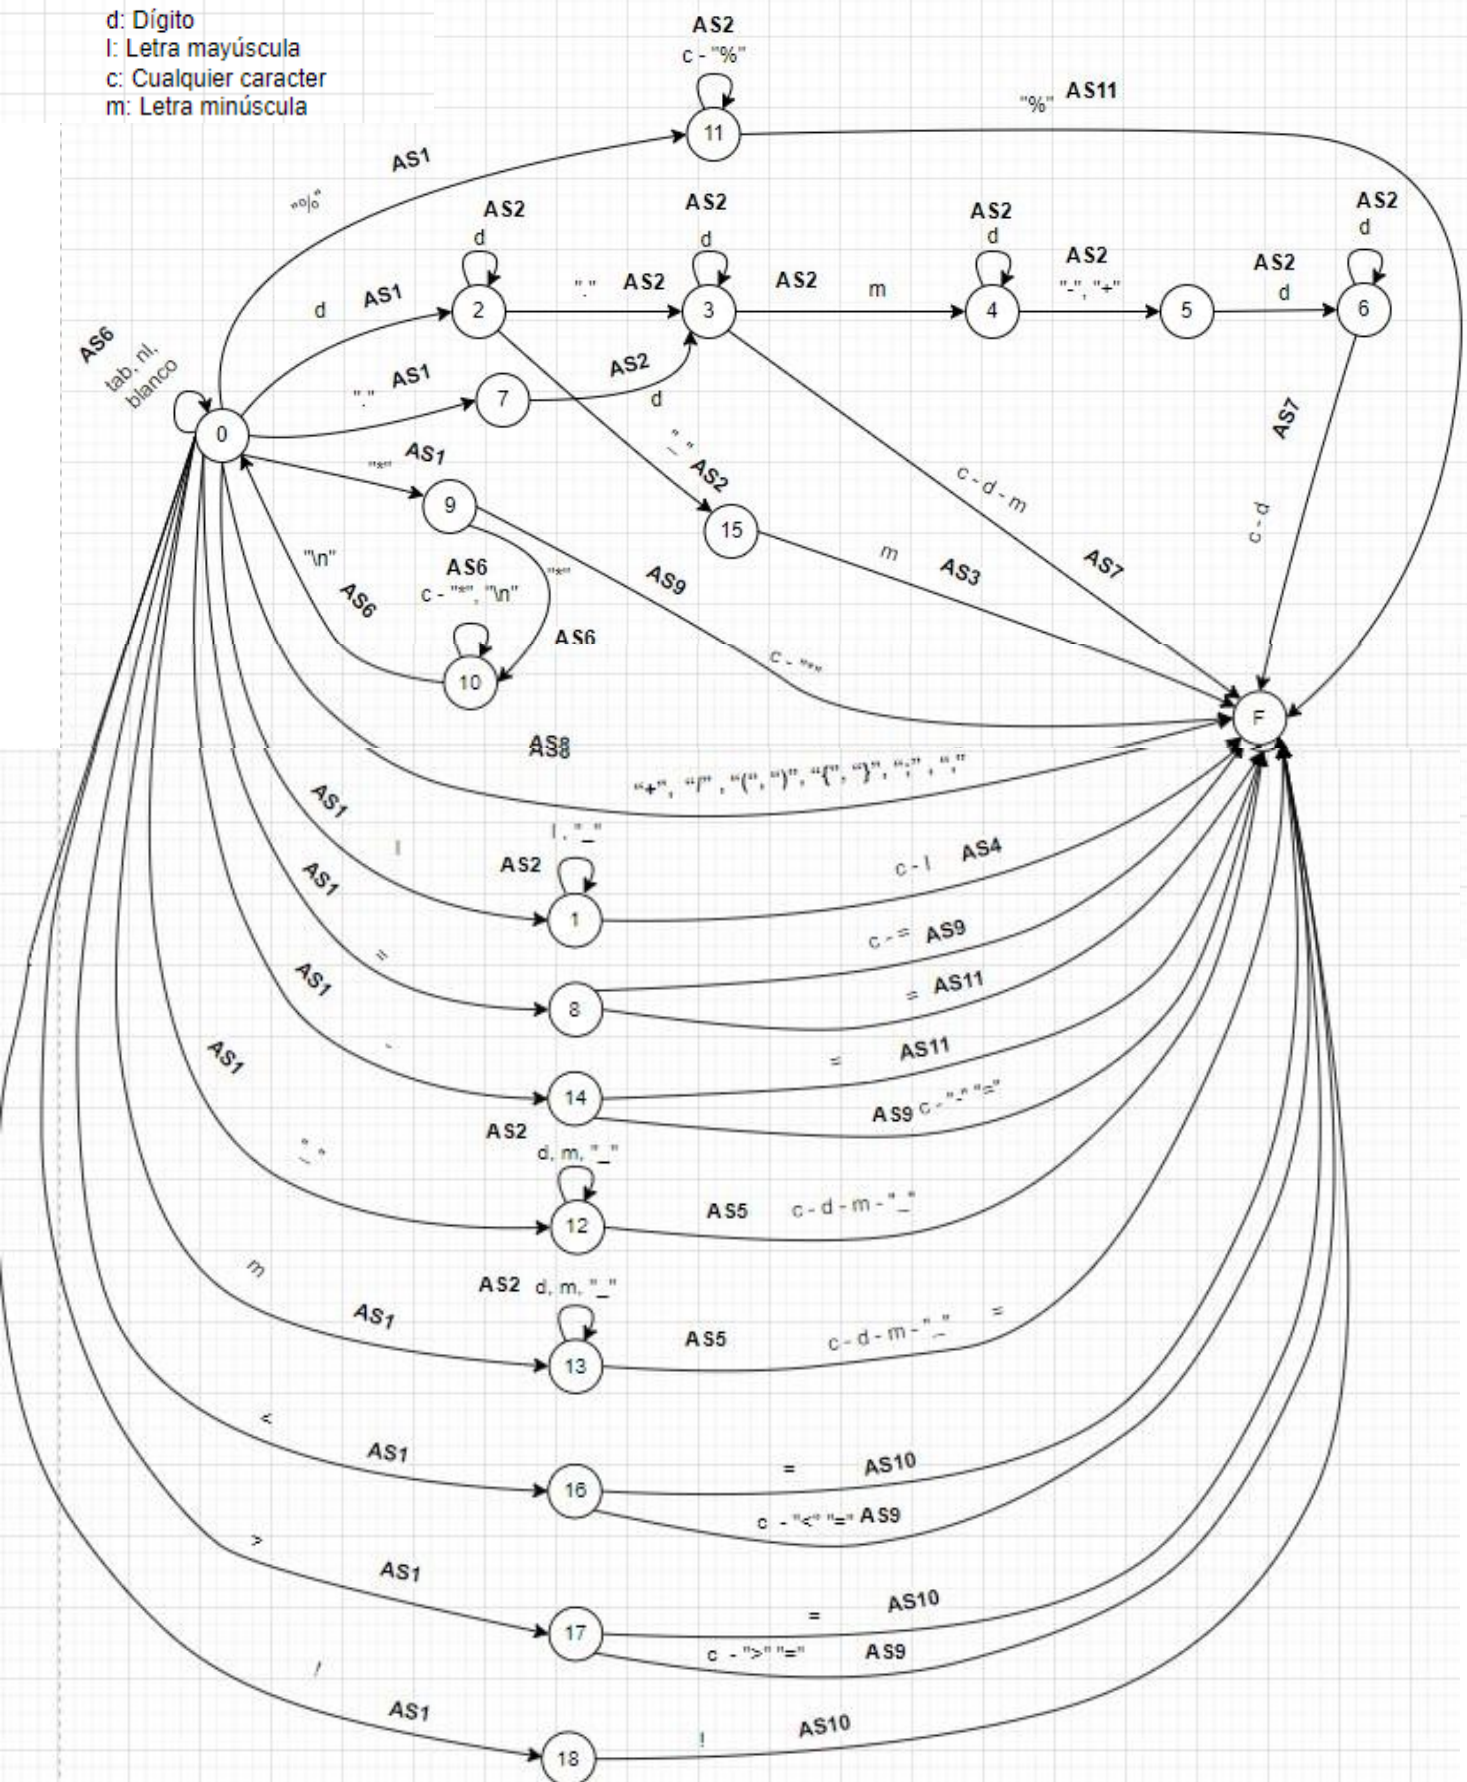 d: Dígito
l: Letra mayúscula
c: Cualquier caracter
m: Letra minúscula
AS2
c - "%"
11
"%" AS11
"%" AS1
AS2
d
AS2
d
AS2
d
AS2
d
d AS1
2
"." AS2
3
AS2 m
4
AS2
"-", "+"
5
AS2
d
6
AS6
tab, nl,
blanco
0
"." AS1
7
AS2
d
AS7
c - d
"*" AS1
9
"_" AS2
15
c - d - m
AS7
m AS3
"\n"
AS6
AS6
c - "*", "\n"
10
"*"
AS6
AS9
c - "*"
F
AS8
"+", "/" , "(", ")", "{", "}", ";" , ","
AS1
l
l , "_"
AS2
1
c - l AS4
AS1
=
8
c - = AS9
= AS11
AS1
-
14
= AS11
AS9 c - "-" "="
AS1
"_"
AS2
d, m, "_"
12
AS5 c - d - m - "_"
m
AS1
AS2 d, m, "_"
13
AS5 c - d - m - "_" =
<
AS1
16
= AS10
c - "<" "=" AS9
>
AS1
17
= AS10
c - ">" "=" AS9
AS1
18
! AS10